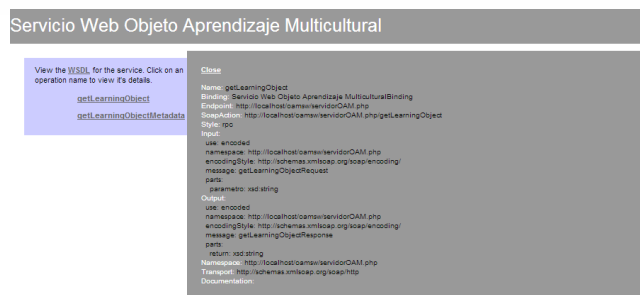 Servicio Web Objeto Aprendizaje Multicultural
View the WSDL for the service. Click on an
operation name to view it's details.
getLearningObject
getLearningObjectMetadata
Close
Name: getLearningObject
Binding: Servicio Web Objeto Aprendizaje MulticulturalBinding
Endpoint: http://localhost/oamsw/servidorOAM.php
SoapAction: http://localhost/oamsw/servidorOAM.php/getLearningObject
Style: rpc
Input:
use: encoded
namespace: http://localhost/oamsw/servidorOAM.php
encodingStyle: http://schemas.xmlsoap.org/soap/encoding/
message: getLearningObjectRequest
parts:
parametro: xsd:string
Output:
use: encoded
namespace: http://localhost/oamsw/servidorOAM.php
encodingStyle: http://schemas.xmlsoap.org/soap/encoding/
message: getLearningObjectResponse
parts:
return: xsd:string
Namespace: http://localhost/oamsw/servidorOAM.php
Transport: http://schemas.xmlsoap.org/soap/http
Documentation: